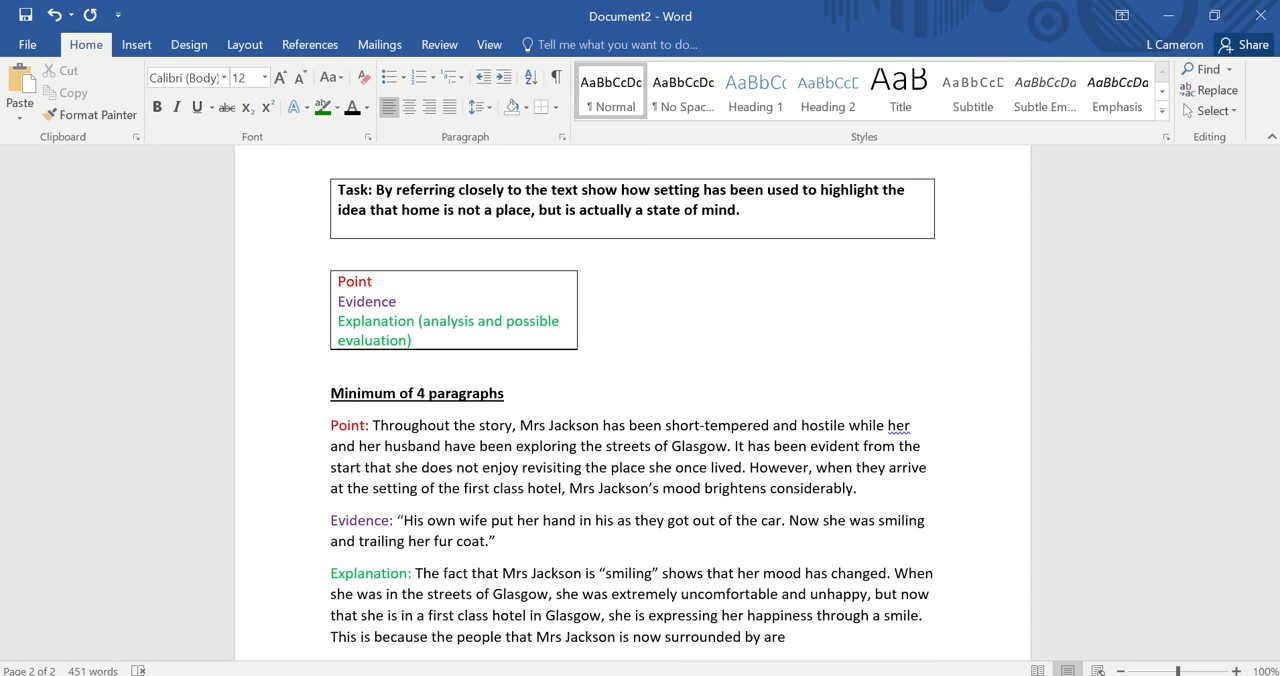 Document2 - Word
File Home Insert Design Layout References Mailings Review View Tell me what you want to do... L Cameron Share
Cut
Copy
Format Painter
Paste
Calibri (Body) 12
AaBbCcDc AaBbCcDc AaBbCc AaBbCcC AaB AaBbCcC AaBbCcDa AaBbCcDa
¶ Normal ¶ No Spac... Heading 1 Heading 2 Title Subtitle Subtle Em... Emphasis
Find
Replace
Select
Clipboard Font Paragraph Styles Editing
Task: By referring closely to the text show how setting has been used to highlight the
idea that home is not a place, but is actually a state of mind.
Point
Evidence
Explanation (analysis and possible
evaluation)
Minimum of 4 paragraphs
Point: Throughout the story, Mrs Jackson has been short-tempered and hostile while her
and her husband have been exploring the streets of Glasgow. It has been evident from the
start that she does not enjoy revisiting the place she once lived. However, when they arrive
at the setting of the first class hotel, Mrs Jackson’s mood brightens considerably.
Evidence: “His own wife put her hand in his as they got out of the car. Now she was smiling
and trailing her fur coat.”
Explanation: The fact that Mrs Jackson is “smiling” shows that her mood has changed. When
she was in the streets of Glasgow, she was extremely uncomfortable and unhappy, but now
that she is in a first class hotel in Glasgow, she is expressing her happiness through a smile.
This is because the people that Mrs Jackson is now surrounded by are
Page 2 of 2 451 words 100%